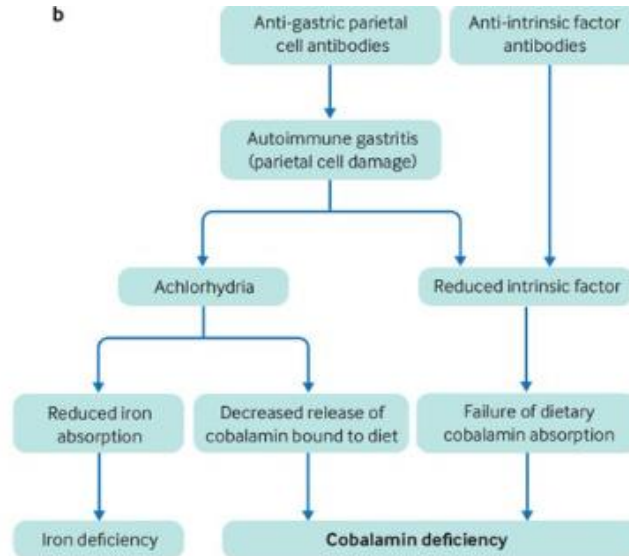 b
Anti-gastric parietal
cell antibodies
Anti-intrinsic factor
antibodies
Autoimmune gastritis
(parietal cell damage)
Achlorhydria
Reduced intrinsic factor
Reduced iron
absorption
Decreased release of
cobalamin bound to diet
Failure of dietary
cobalamin absorption
Iron deficiency
Cobalamin deficiency